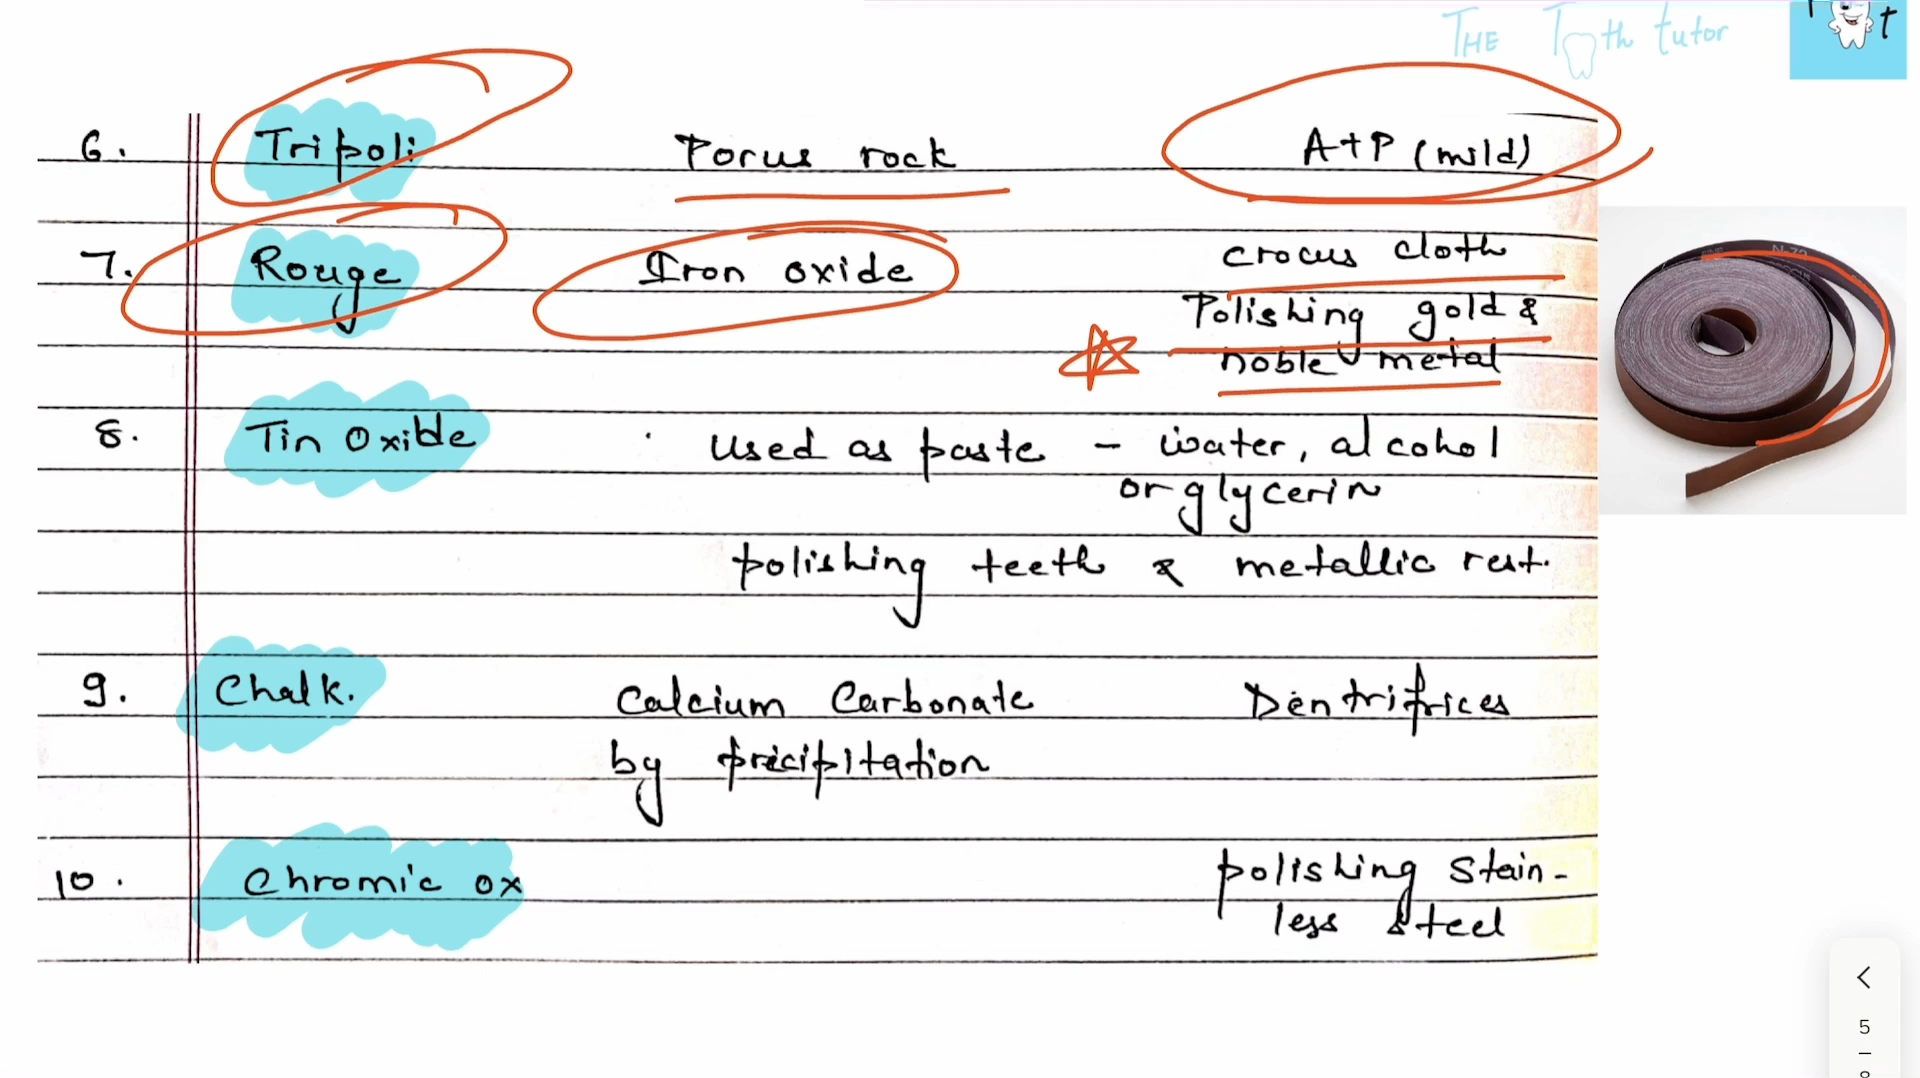 THE Tooth tutor
t
6. Tripoli Porus rock A+P (mild)
7. Rouge Iron oxide crocus cloth
Polishing gold &
noble metal
8. Tin Oxide used as paste - water, alcohol
or glycerin
polishing teeth & metallic rest.
9. Chalk. Calcium Carbonate Dentrifrices
by precipitation
10. Chromic ox polishing Stain-
less steel
5